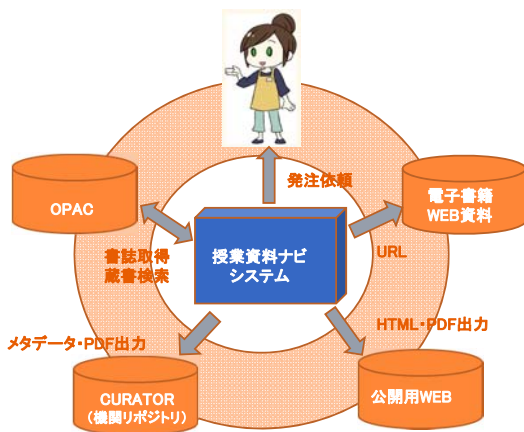 発注依頼
OPAC
電子書籍
WEB資料
書誌取得
蔵書検索
授業資料ナビ
システム
URL
メタデータ・PDF出力
HTML・PDF出力
CURATOR
(機関リポジトリ)
公開用WEB